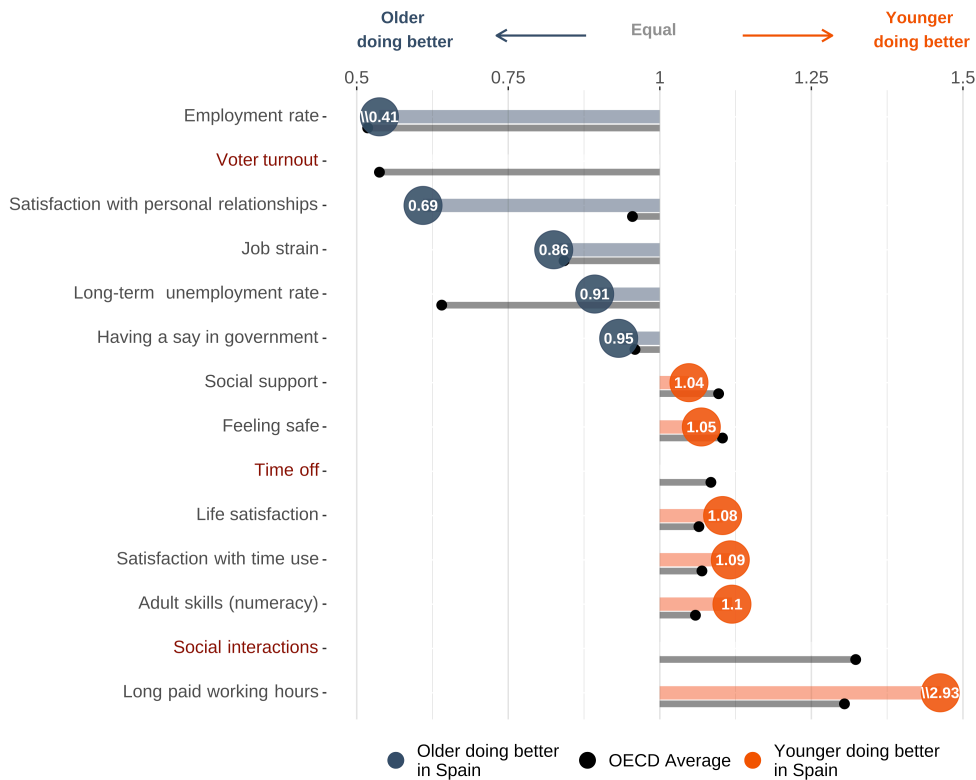 Older
doing better
Equal
Younger
doing better
0.5 0.75 1 1.25 1.5
Employment rate \\0.41
Voter turnout
Satisfaction with personal relationships 0.69
Job strain 0.86
Long-term unemployment rate 0.91
Having a say in government 0.95
Social support 1.04
Feeling safe 1.05
Time off
Life satisfaction 1.08
Satisfaction with time use 1.09
Adult skills (numeracy) 1.1
Social interactions
Long paid working hours \\2.93
Older doing better
in Spain
OECD Average
Younger doing better
in Spain